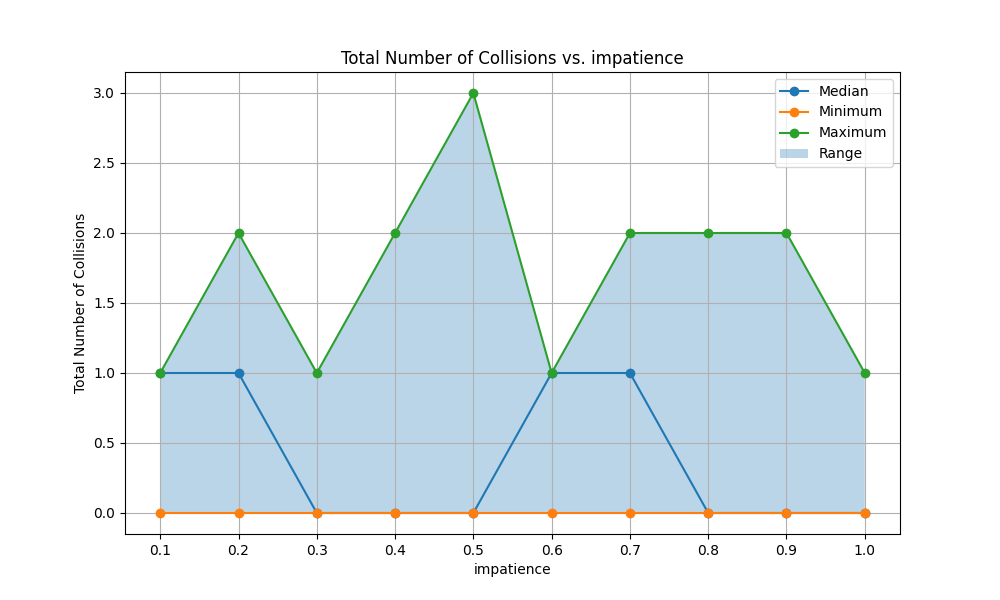 Total Number of Collisions vs. impatience
Median
Minimum
Maximum
Range
Total Number of Collisions
3.0
2.5
2.0
1.5
1.0
0.5
0.0
0.1 0.2 0.3 0.4 0.5 0.6 0.7 0.8 0.9 1.0
impatience